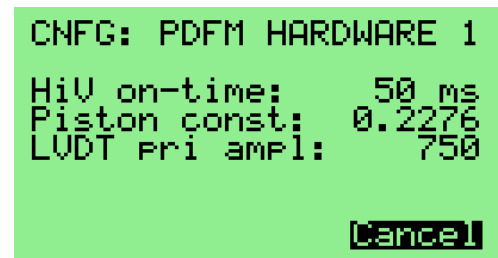 CNFG: PDFM HARDWARE 1
HiV on-time: 50 ms
Piston const: 0.2276
LVDT pri ampl: 750
Cancel